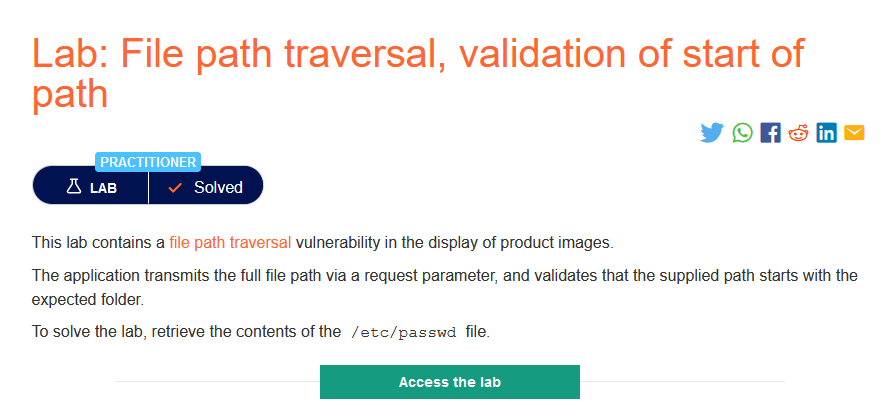 Lab: File path traversal, validation of start of
path
PRACTITIONER
LAB
Solved
This lab contains a file path traversal vulnerability in the display of product images.
The application transmits the full file path via a request parameter, and validates that the supplied path starts with the
expected folder.
To solve the lab, retrieve the contents of the /etc/passwd file.
Access the lab